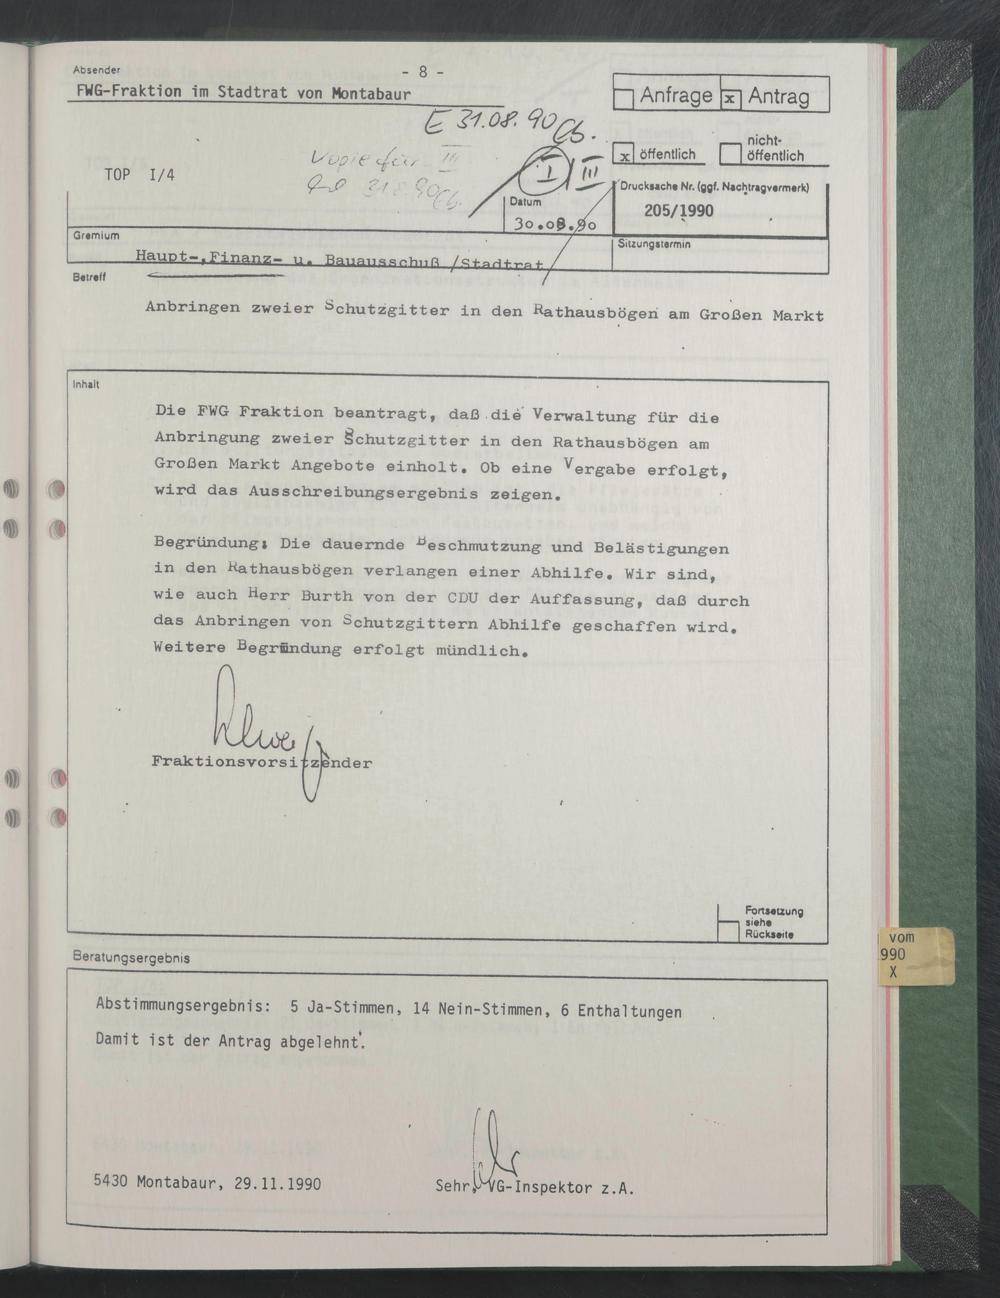 Absender
- 8 -
FWG-Fraktion im Stadtrat von Montabaur
Anfrage x Antrag
E 31.08.90
x öffentlich
nicht-
öffentlich
Kopie für III
31.8.90
I / III
TOP I/4
Drucksache Nr. (ggf. Nachtragvermerk)
205/1990
Datum
30.08.90
Gremium
Haupt-, Finanz- u. Bauausschuß /Stadtrat
Sitzungstermin
Betreff
Anbringen zweier Schutzgitter in den Rathausbögen am Großen Markt
Inhalt
Die FWG Fraktion beantragt, daß die Verwaltung für die
Anbringung zweier Schutzgitter in den Rathausbögen am
Großen Markt Angebote einholt. Ob eine Vergabe erfolgt,
wird das Ausschreibungsergebnis zeigen.
Begründung: Die dauernde Beschmutzung und Belästigungen
in den Rathausbögen verlangen einer Abhilfe. Wir sind,
wie auch Herr Burth von der CDU der Auffassung, daß durch
das Anbringen von Schutzgittern Abhilfe geschaffen wird.
Weitere Begründung erfolgt mündlich.
Fraktionsvorsitzender
Fortsetzung
siehe
Rückseite
vom
990
X
Beratungsergebnis
Abstimmungsergebnis: 5 Ja-Stimmen, 14 Nein-Stimmen, 6 Enthaltungen
Damit ist der Antrag abgelehnt.
5430 Montabaur, 29.11.1990
Sehr, VG-Inspektor z.A.